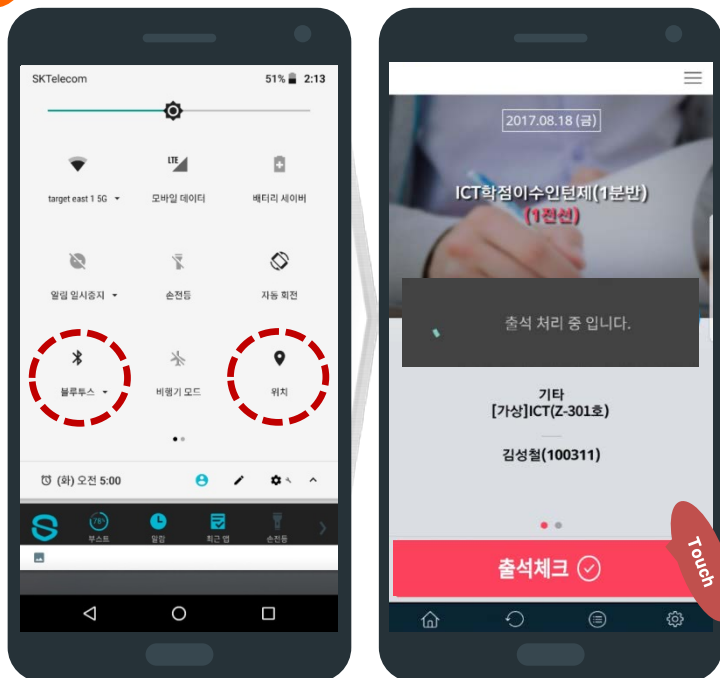 SKTelecom 51% 2:13
target east 1 5G 모바일 데이터 배터리 세이버
알림 일시중지 손전등 자동 회전
블루투스 비행기 모드 위치
(화) 오전 5:00
78%
부스트 알람 최근 앱 손전등
2017.08.18 (금)
ICT학점이수인턴제(1분반)
(1전선)
출석 처리 중 입니다.
기타
[가상]ICT(Z-301호)
김성철(100311)
출석체크
Touch